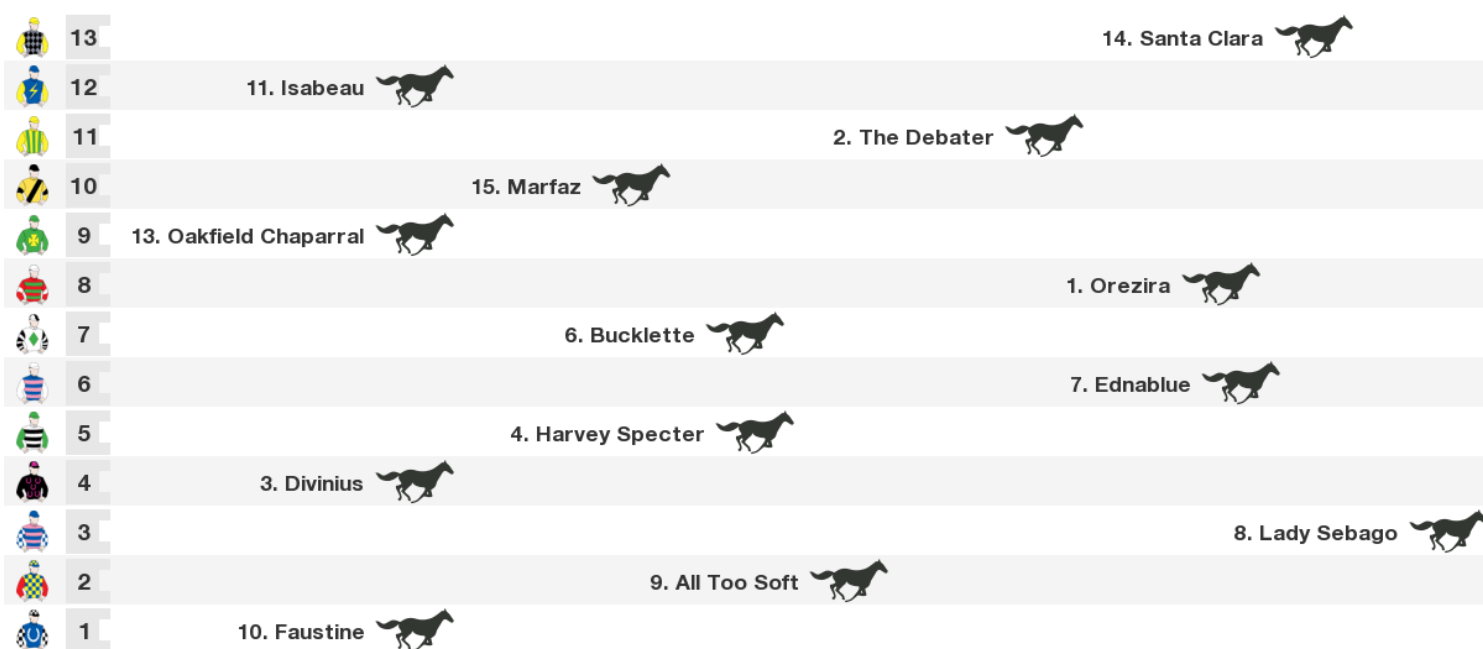 13 14. Santa Clara
12 11. Isabeau
11 2. The Debater
10 15. Marfaz
9 13. Oakfield Chaparral
8 1. Orezira
7 6. Bucklette
6 7. Ednablue
5 4. Harvey Specter
4 3. Divinius
3 8. Lady Sebago
2 9. All Too Soft
1 10. Faustine